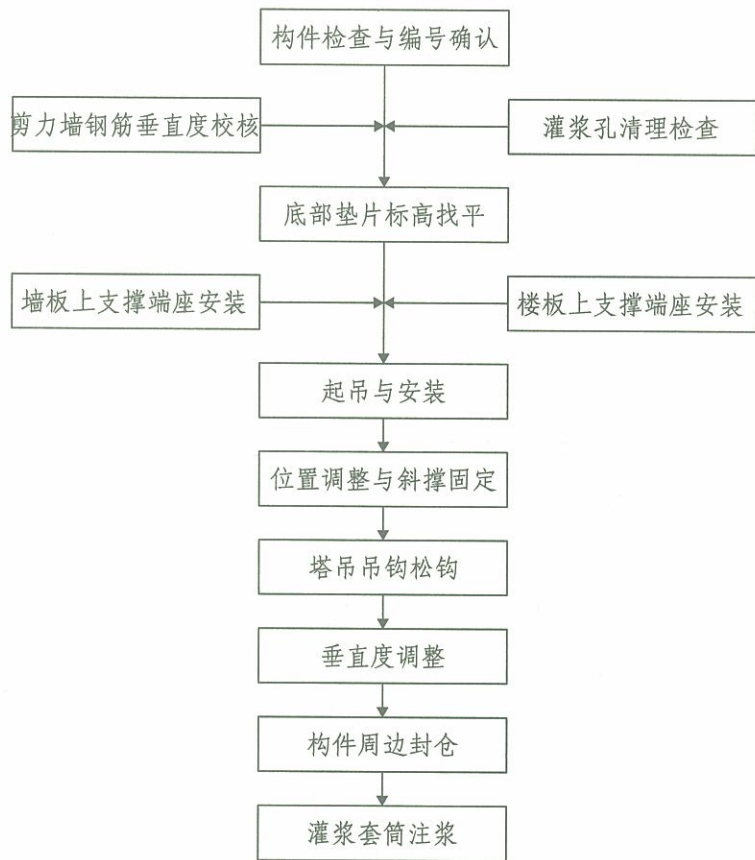 构件检查与编号确认
剪力墙钢筋垂直度校核
灌浆孔清理检查
底部垫片标高找平
墙板上支撑端座安装
楼板上支撑端座安装
起吊与安装
位置调整与斜撑固定
塔吊吊钩松钩
垂直度调整
构件周边封仓
灌浆套筒注浆